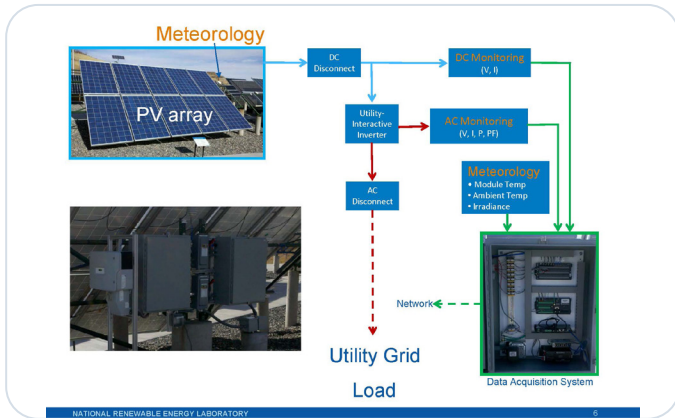 Meteorology
PV array
DC
Disconnect
DC Monitoring
(V, I)
Utility-
Interactive
Inverter
AC Monitoring
(V, I, P, PF)
AC
Disconnect
Meteorology
• Module Temp
• Ambient Temp
• Irradiance
Network
Utility Grid
Load
Data Acquisition System
NATIONAL RENEWABLE ENERGY LABORATORY
6